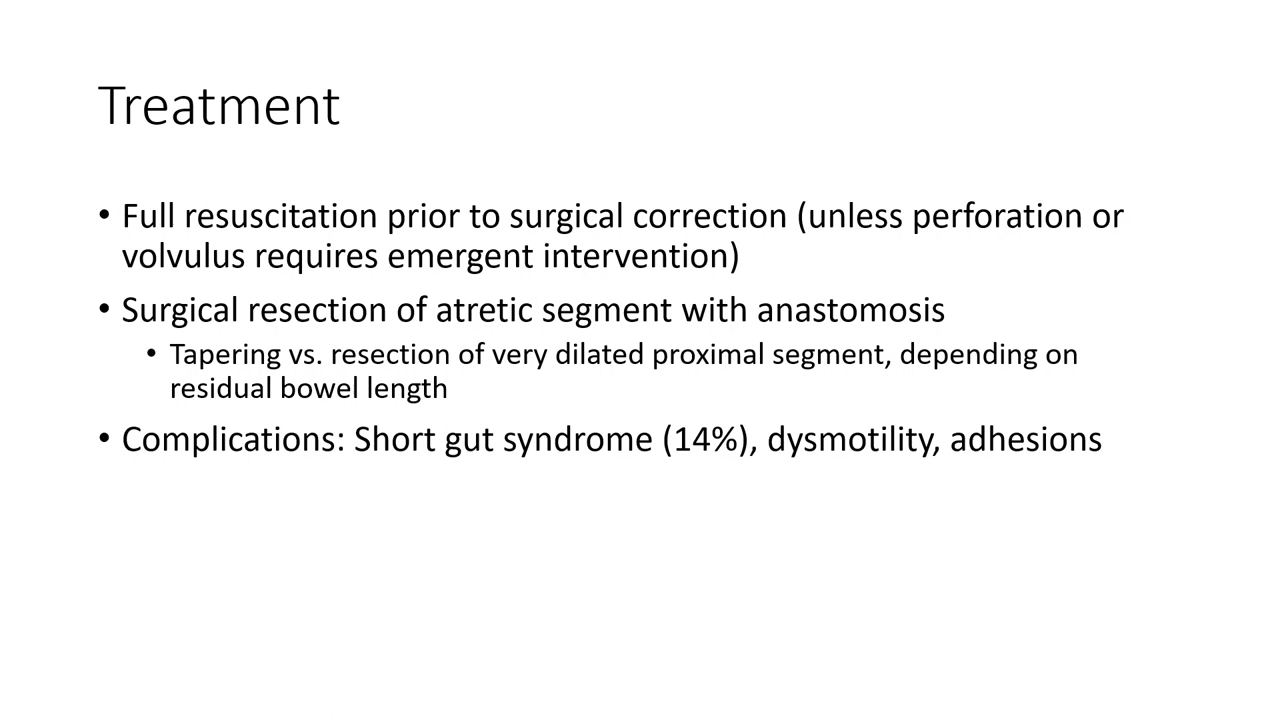 Treatment
• Full resuscitation prior to surgical correction (unless perforation or
volvulus requires emergent intervention)
• Surgical resection of atretic segment with anastomosis
• Tapering vs. resection of very dilated proximal segment, depending on
residual bowel length
• Complications: Short gut syndrome (14%), dysmotility, adhesions